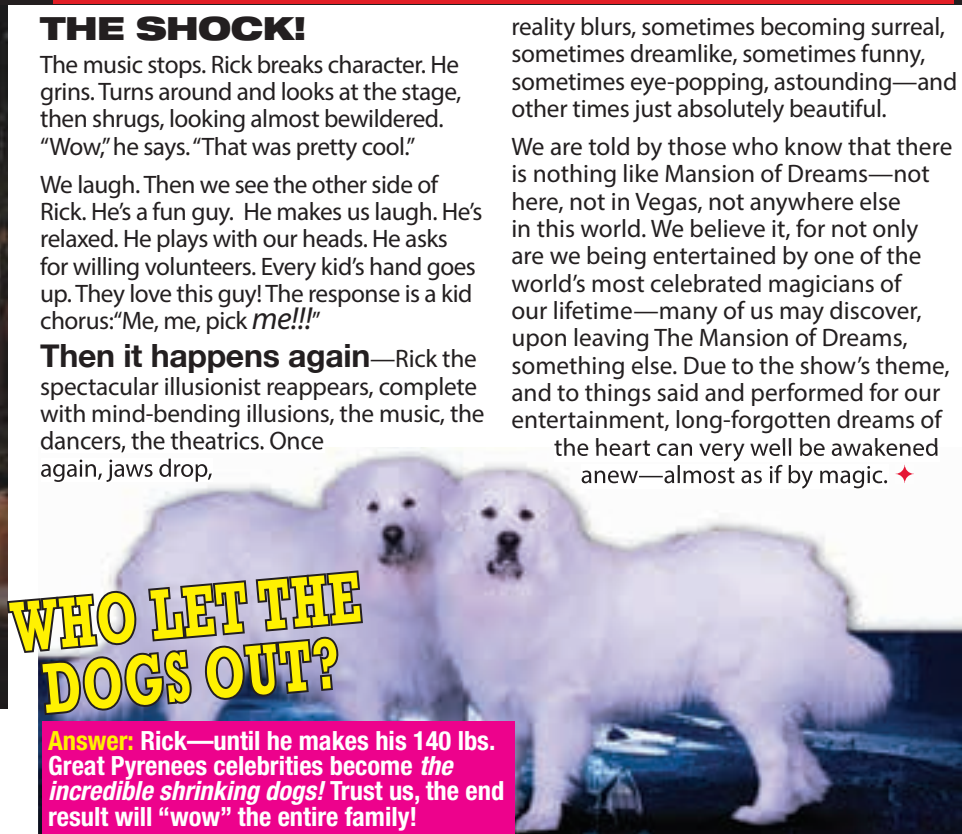 THE SHOCK!
The music stops. Rick breaks character. He
grins. Turns around and looks at the stage,
then shrugs, looking almost bewildered.
“Wow,” he says. “That was pretty cool.”
We laugh. Then we see the other side of
Rick. He’s a fun guy. He makes us laugh. He’s
relaxed. He plays with our heads. He asks
for willing volunteers. Every kid’s hand goes
up. They love this guy! The response is a kid
chorus:“Me, me, pick me!!!”
Then it happens again—Rick the
spectacular illusionist reappears, complete
with mind-bending illusions, the music, the
dancers, the theatrics. Once
again, jaws drop,
reality blurs, sometimes becoming surreal,
sometimes dreamlike, sometimes funny,
sometimes eye-popping, astounding—and
other times just absolutely beautiful.
We are told by those who know that there
is nothing like Mansion of Dreams—not
here, not in Vegas, not anywhere else
in this world. We believe it, for not only
are we being entertained by one of the
world’s most celebrated magicians of
our lifetime—many of us may discover,
upon leaving The Mansion of Dreams,
something else. Due to the show’s theme,
and to things said and performed for our
entertainment, long-forgotten dreams of
the heart can very well be awakened
anew—almost as if by magic. ✦
WHO LET THE
DOGS OUT?
Answer: Rick—until he makes his 140 lbs.
Great Pyrenees celebrities become the
incredible shrinking dogs! Trust us, the end
result will “wow” the entire family!